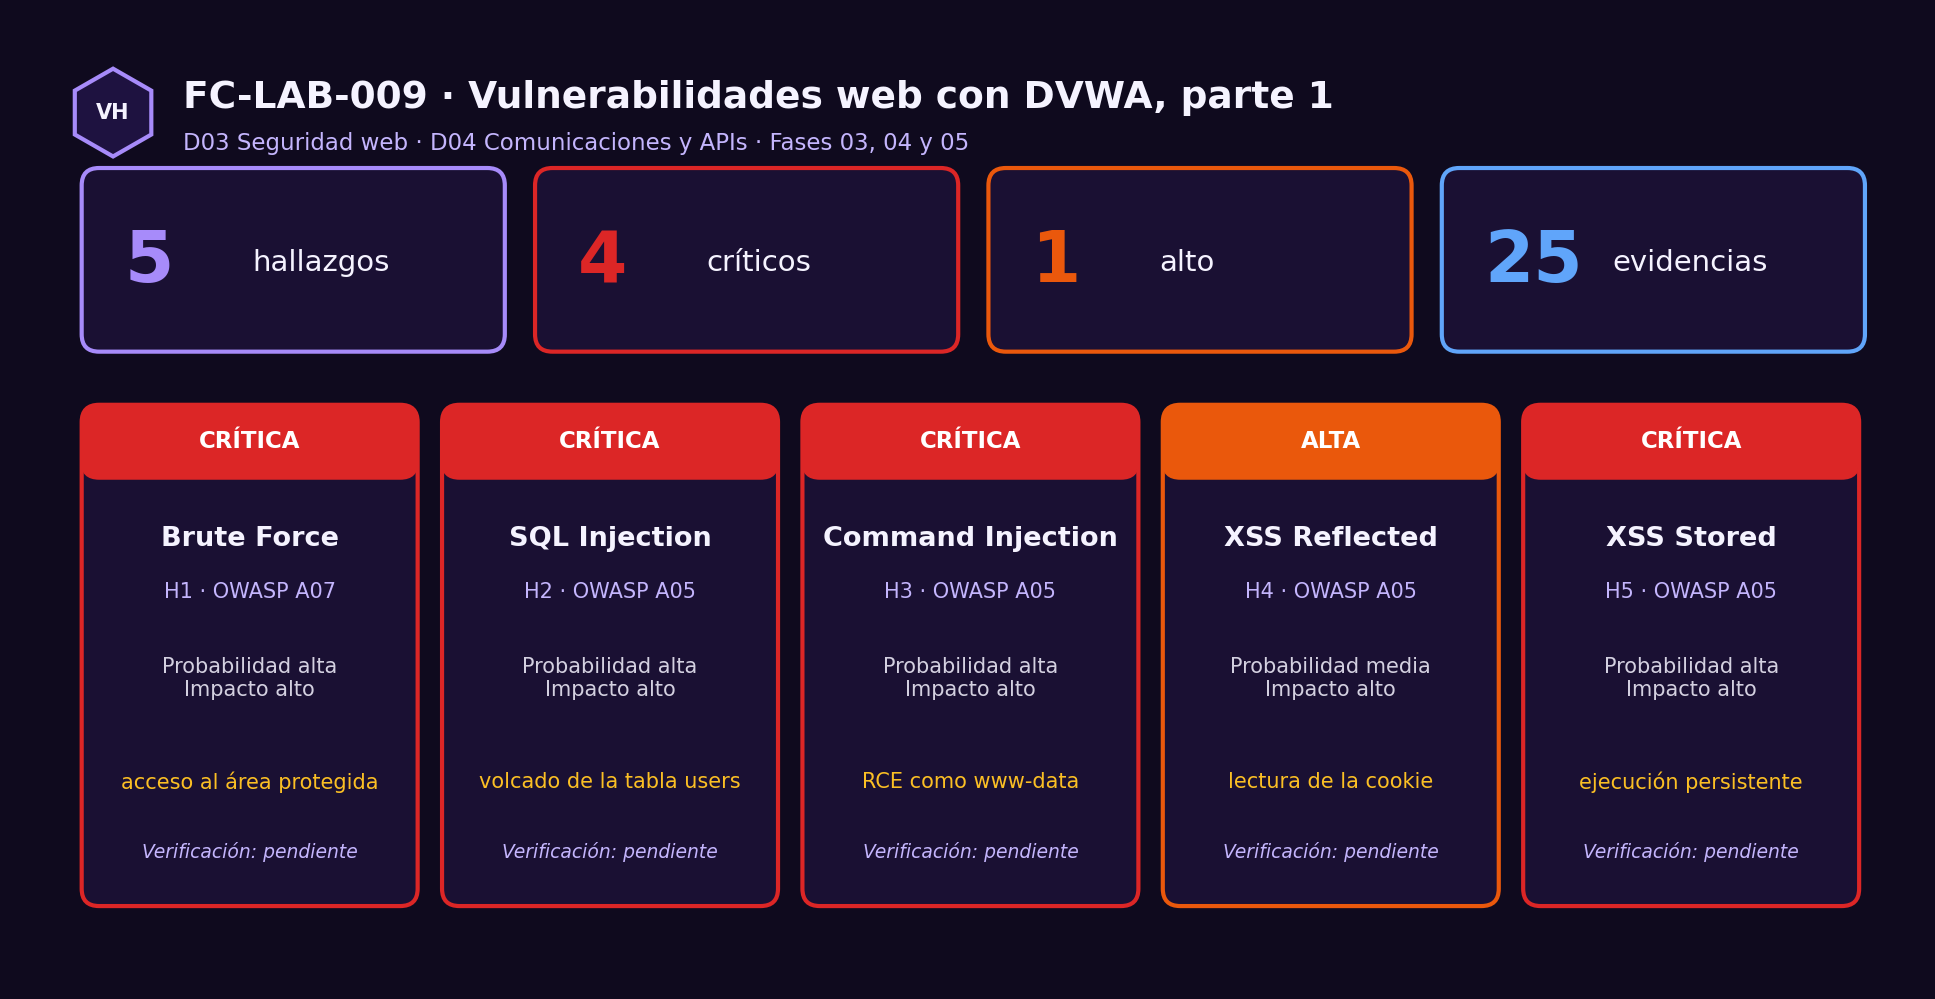 VH
FC-LAB-009 · Vulnerabilidades web con DVWA, parte 1
D03 Seguridad web · D04 Comunicaciones y APIs · Fases 03, 04 y 05
5 hallazgos
4 críticos
1 alto
25 evidencias
CRÍTICA
Brute Force
H1 · OWASP A07
Probabilidad alta
Impacto alto
acceso al área protegida
Verificación: pendiente
CRÍTICA
SQL Injection
H2 · OWASP A05
Probabilidad alta
Impacto alto
volcado de la tabla users
Verificación: pendiente
CRÍTICA
Command Injection
H3 · OWASP A05
Probabilidad alta
Impacto alto
RCE como www-data
Verificación: pendiente
ALTA
XSS Reflected
H4 · OWASP A05
Probabilidad media
Impacto alto
lectura de la cookie
Verificación: pendiente
CRÍTICA
XSS Stored
H5 · OWASP A05
Probabilidad alta
Impacto alto
ejecución persistente
Verificación: pendiente